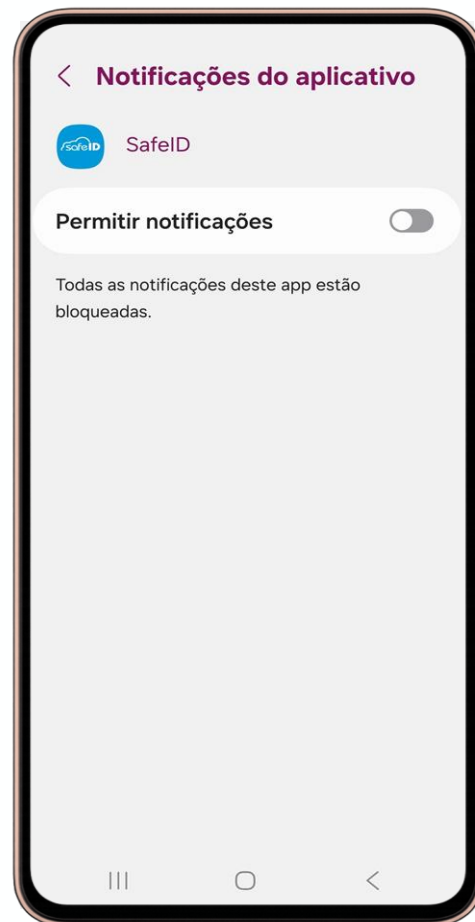 Notificações do aplicativo
safeID
SafeID
Permitir notificações
Todas as notificações deste app estão
bloqueadas.